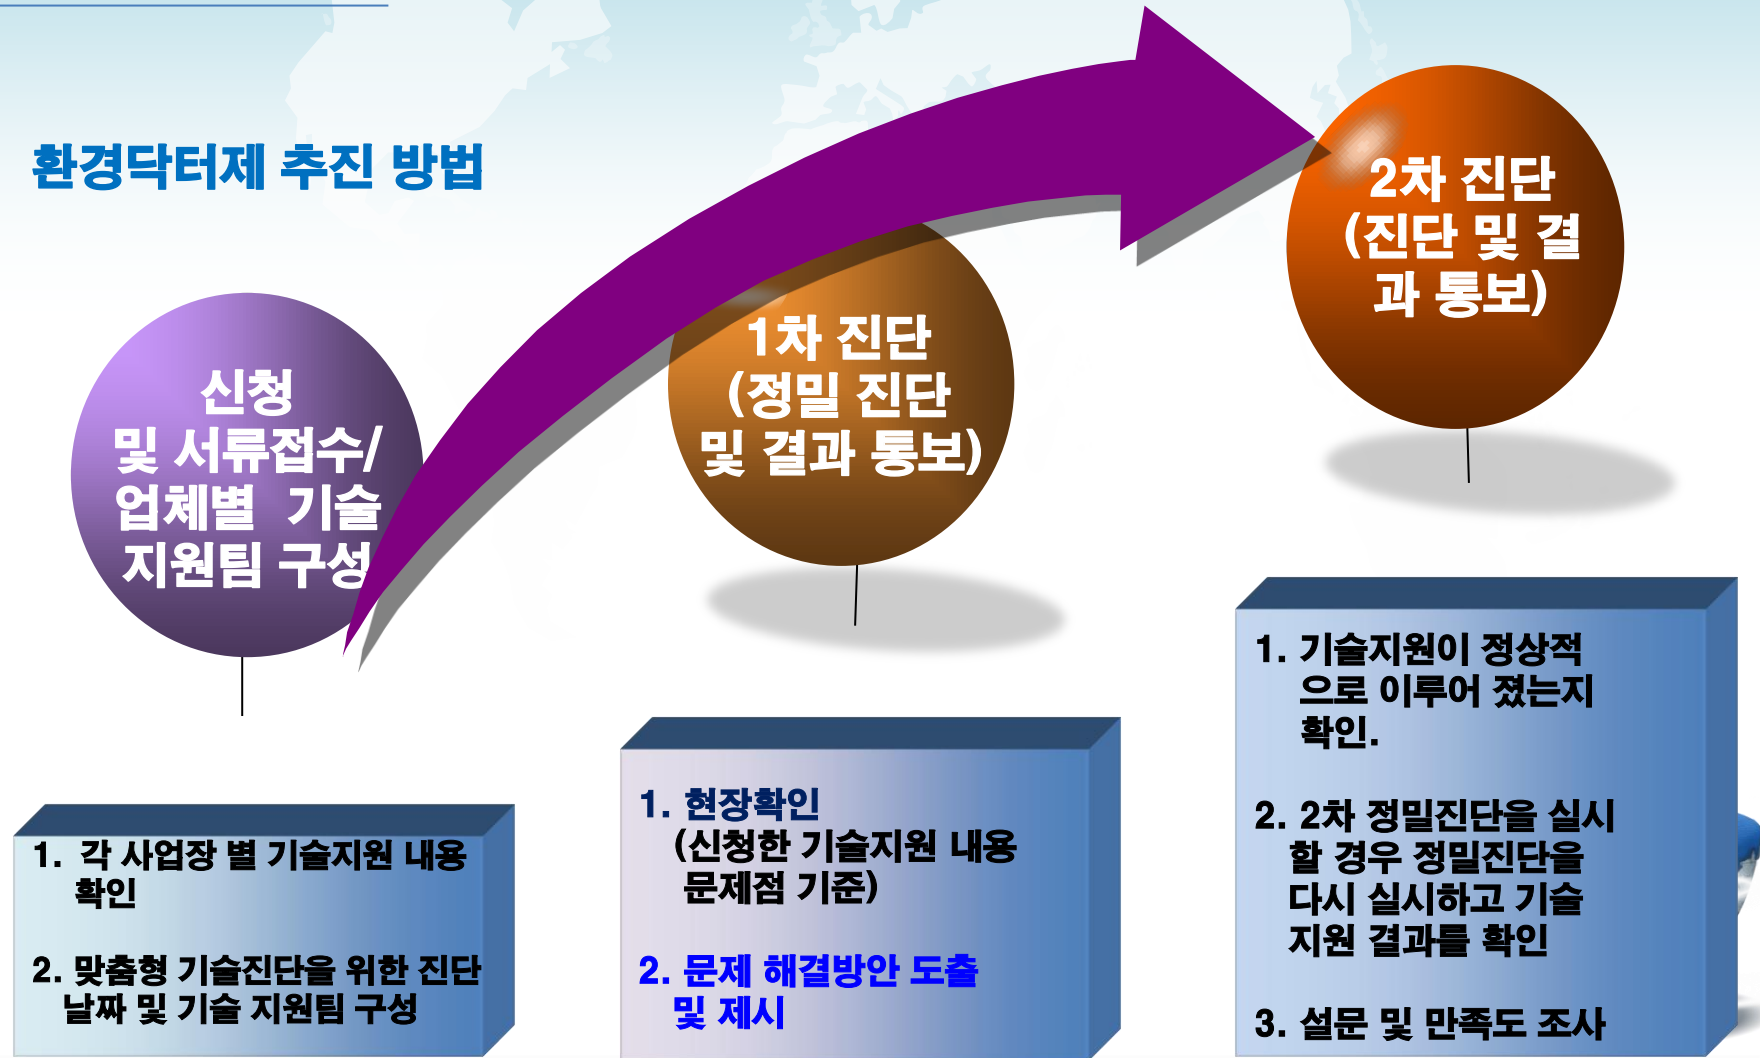 환경닥터제 추진 방법
신청
및 서류접수/
업체별 기술
지원팀 구성
1차 진단
(정밀 진단
및 결과 통보)
2차 진단
(진단 및 결
과 통보)
1. 각 사업장 별 기술지원 내용
확인
2. 맞춤형 기술진단을 위한 진단
날짜 및 기술 지원팀 구성
1. 현장확인
(신청한 기술지원 내용
문제점 기준)
2. 문제 해결방안 도출
및 제시
1. 기술지원이 정상적
으로 이루어 졌는지
확인.
2. 2차 정밀진단을 실시
할 경우 정밀진단을
다시 실시하고 기술
지원 결과를 확인
3. 설문 및 만족도 조사